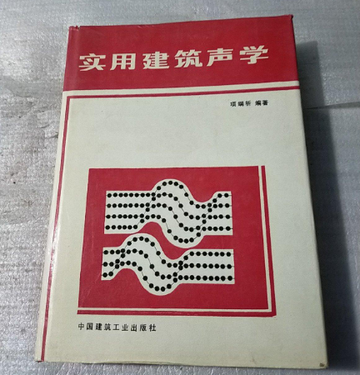 实用建筑声学
项端祈 编著
中国建筑工业出版社